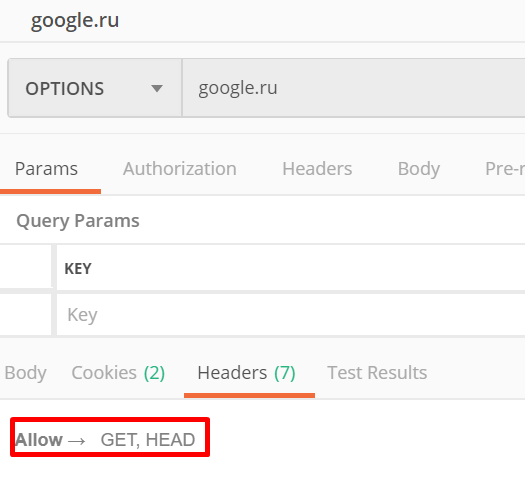 google.ru
OPTIONS google.ru
Params Authorization Headers Body
Query Params
KEY
Key
Body Cookies (2) Headers (7) Test Results
Allow → GET, HEAD